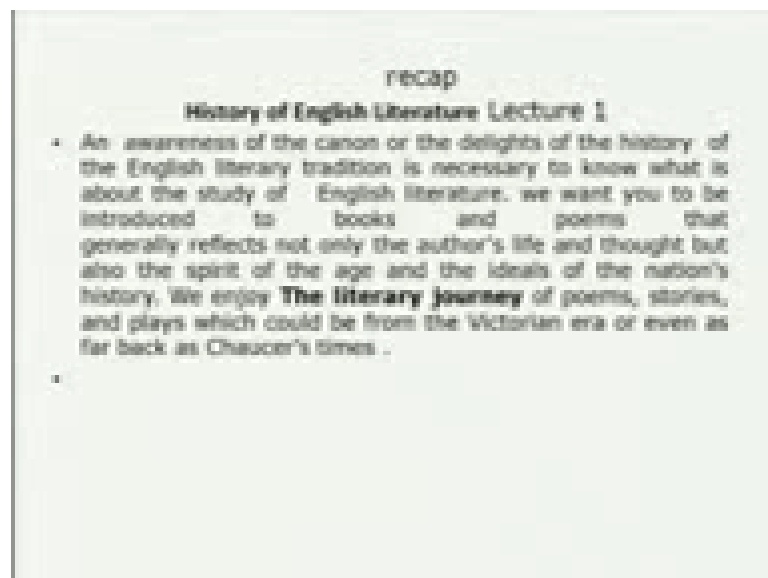 recap
History of English Literature Lecture 1
• An awareness of the canon or the delights of the history of
the English literary tradition is necessary to know what is
about the study of English literature. we want you to be
introduced to books and poems that
generally reflects not only the author's life and thought but
also the spirit of the age and the ideals of the nation's
history. We enjoy The literary journey of poems, stories,
and plays which could be from the Victorian era or even as
far back as Chaucer's times .
•